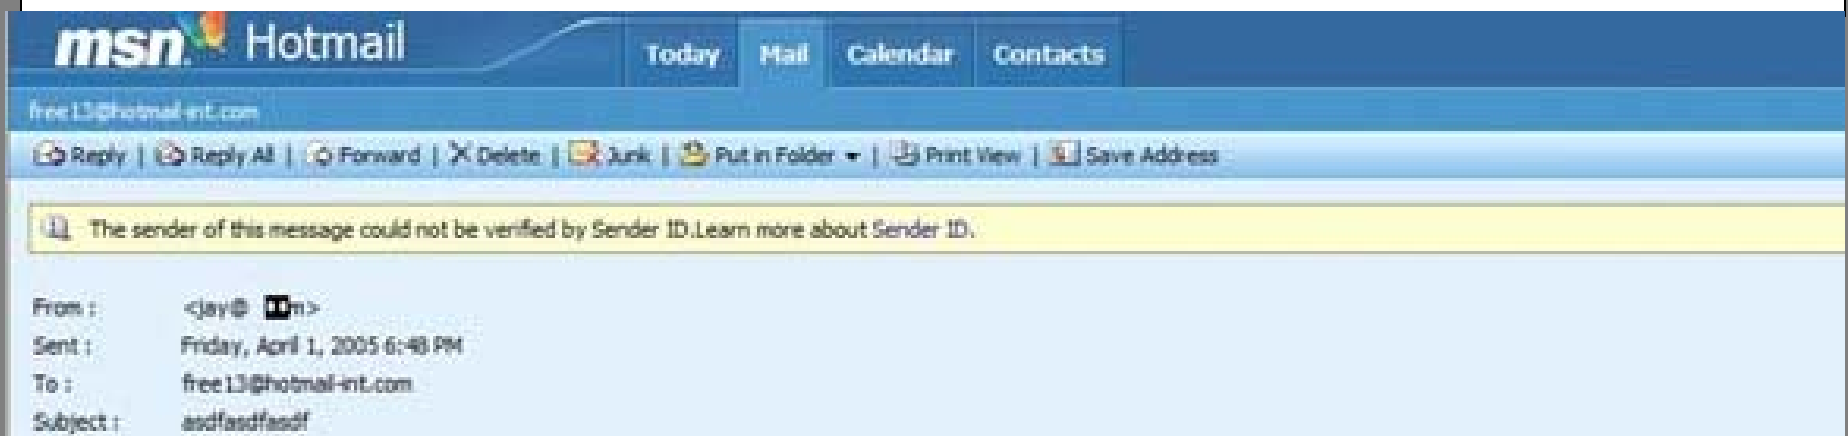 msn Hotmail Today Mail Calendar Contacts
free13@hotmail-int.com
Reply | Reply All | Forward | Delete | Junk | Put in Folder | Print View | Save Address
The sender of this message could not be verified by Sender ID.Learn more about Sender ID.
From : <jay@ m>
Sent : Friday, April 1, 2005 6:48 PM
To : free13@hotmail-int.com
Subject : asdfasdfasdf